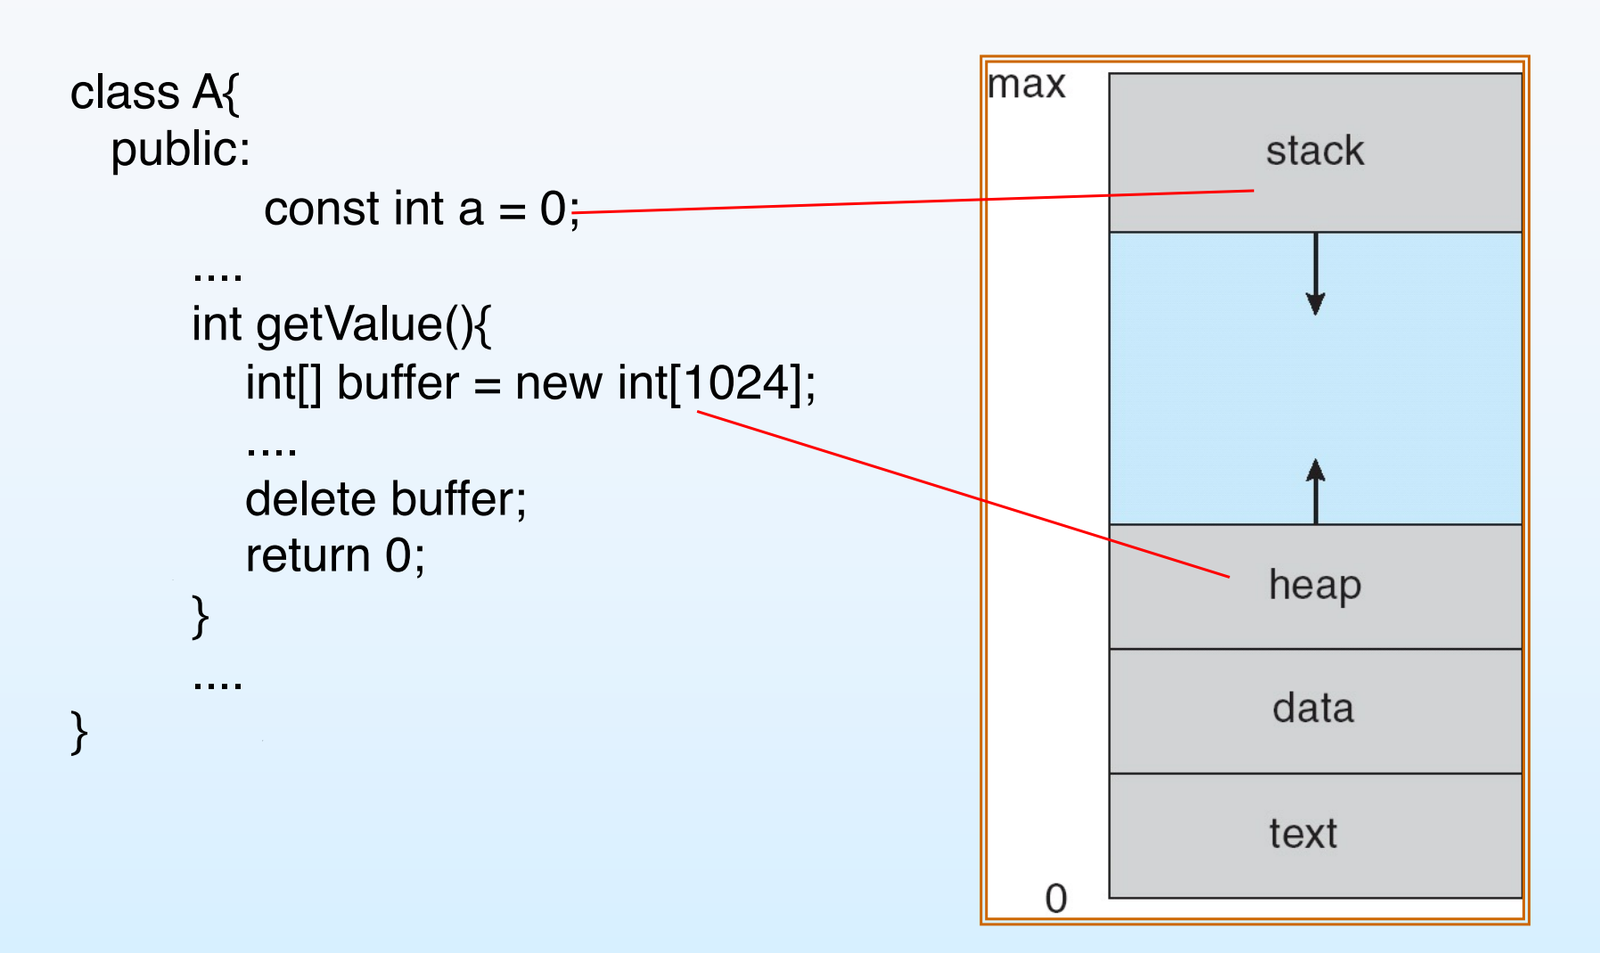 class A{
public:
const int a = 0;
....
int getValue(){
int[] buffer = new int[1024];
....
delete buffer;
return 0;
}
....
}
max
stack
heap
data
text
0